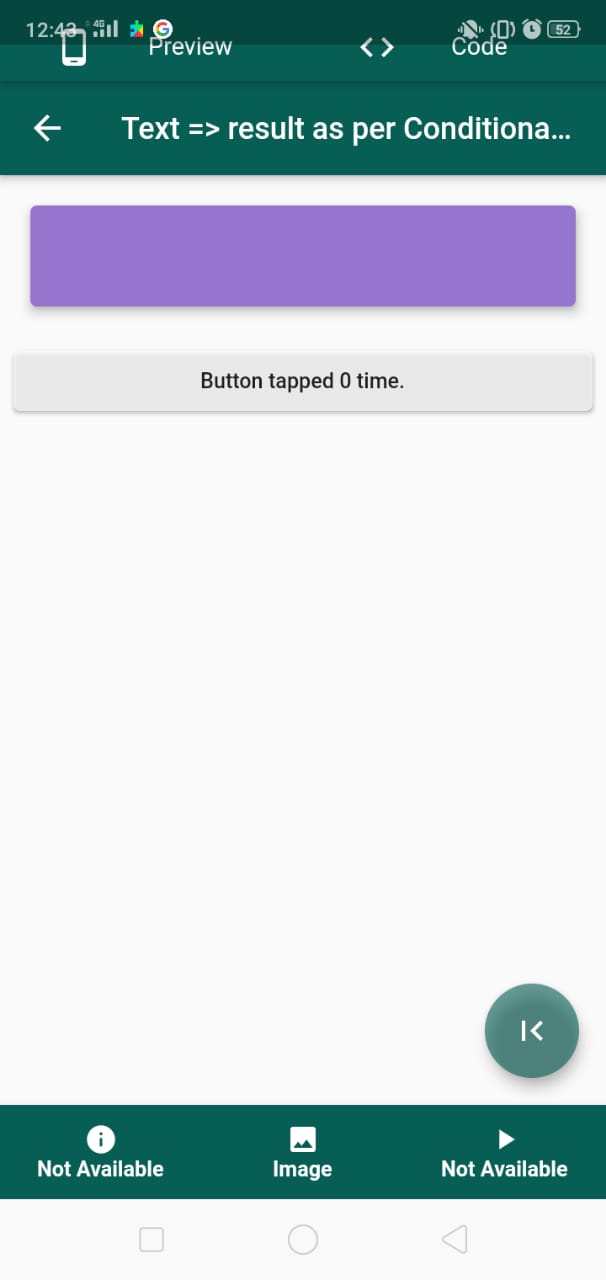 12:43 4G 52
Preview <> Code
Text => result as per Conditiona...
Button tapped 0 time.
Not Available Image Not Available